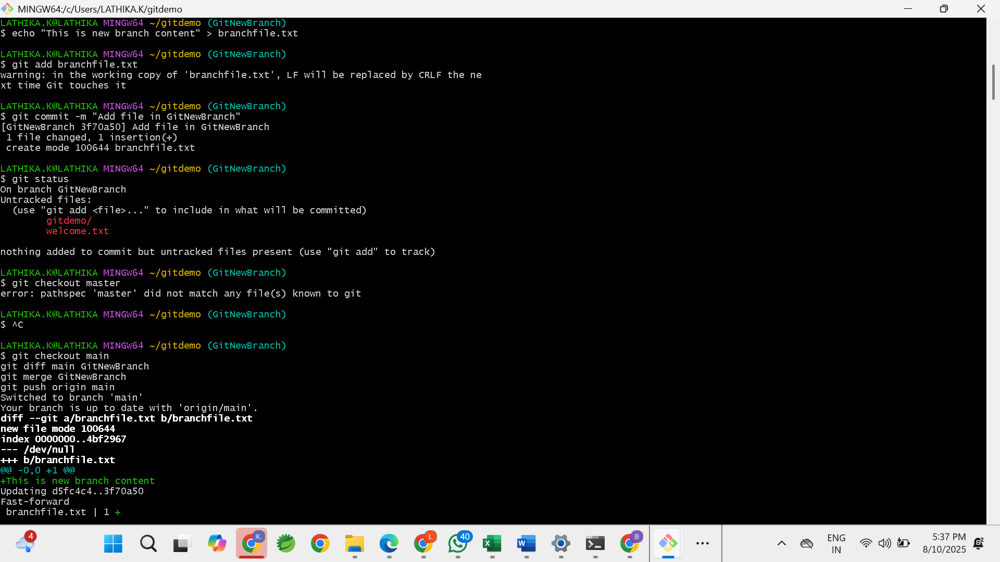 MINGW64:/c/Users/LATHIKA.K/gitdemo
LATHIKA.K@LATHIKA MINGW64 ~/gitdemo (GitNewBranch)
$ echo "This is new branch content" > branchfile.txt
LATHIKA.K@LATHIKA MINGW64 ~/gitdemo (GitNewBranch)
$ git add branchfile.txt
warning: in the working copy of 'branchfile.txt', LF will be replaced by CRLF the ne
xt time Git touches it
LATHIKA.K@LATHIKA MINGW64 ~/gitdemo (GitNewBranch)
$ git commit -m "Add file in GitNewBranch"
[GitNewBranch 3f70a50] Add file in GitNewBranch
 1 file changed, 1 insertion(+)
 create mode 100644 branchfile.txt
LATHIKA.K@LATHIKA MINGW64 ~/gitdemo (GitNewBranch)
$ git status
On branch GitNewBranch
Untracked files:
  (use "git add <file>..." to include in what will be committed)
        gitdemo/
        welcome.txt
nothing added to commit but untracked files present (use "git add" to track)
LATHIKA.K@LATHIKA MINGW64 ~/gitdemo (GitNewBranch)
$ git checkout master
error: pathspec 'master' did not match any file(s) known to git
LATHIKA.K@LATHIKA MINGW64 ~/gitdemo (GitNewBranch)
$ ^C
LATHIKA.K@LATHIKA MINGW64 ~/gitdemo (GitNewBranch)
$ git checkout main
git diff main GitNewBranch
git merge GitNewBranch
git push origin main
Switched to branch 'main'
Your branch is up to date with 'origin/main'.
diff --git a/branchfile.txt b/branchfile.txt
new file mode 100644
index 0000000..4bf2967
--- /dev/null
+++ b/branchfile.txt
@@ -0,0 +1 @@
+This is new branch content
Updating d5fc4c4..3f70a50
Fast-forward
 branchfile.txt | 1 +
4
K.
L
40
X
W
B
ENG
IN
5:37 PM
8/10/2025